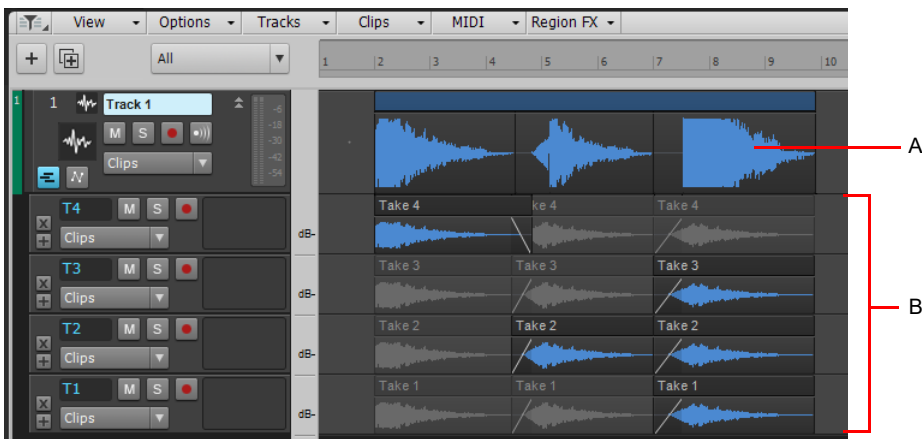 View Options Tracks Clips MIDI Region FX
All 1 2 3 4 5 6 7 8 9 10
1 1 Track 1 -6
M S -18
-30
Clips -42
-54
A
T4 M S Take 4 ke 4 Take 4
X
+ Clips dB-
T3 M S Take 3 Take 3 Take 3
X
+ Clips dB-
B
T2 M S Take 2 Take 2 Take 2
X
+ Clips dB-
T1 M S Take 1 Take 1 Take 1
X
+ Clips dB-